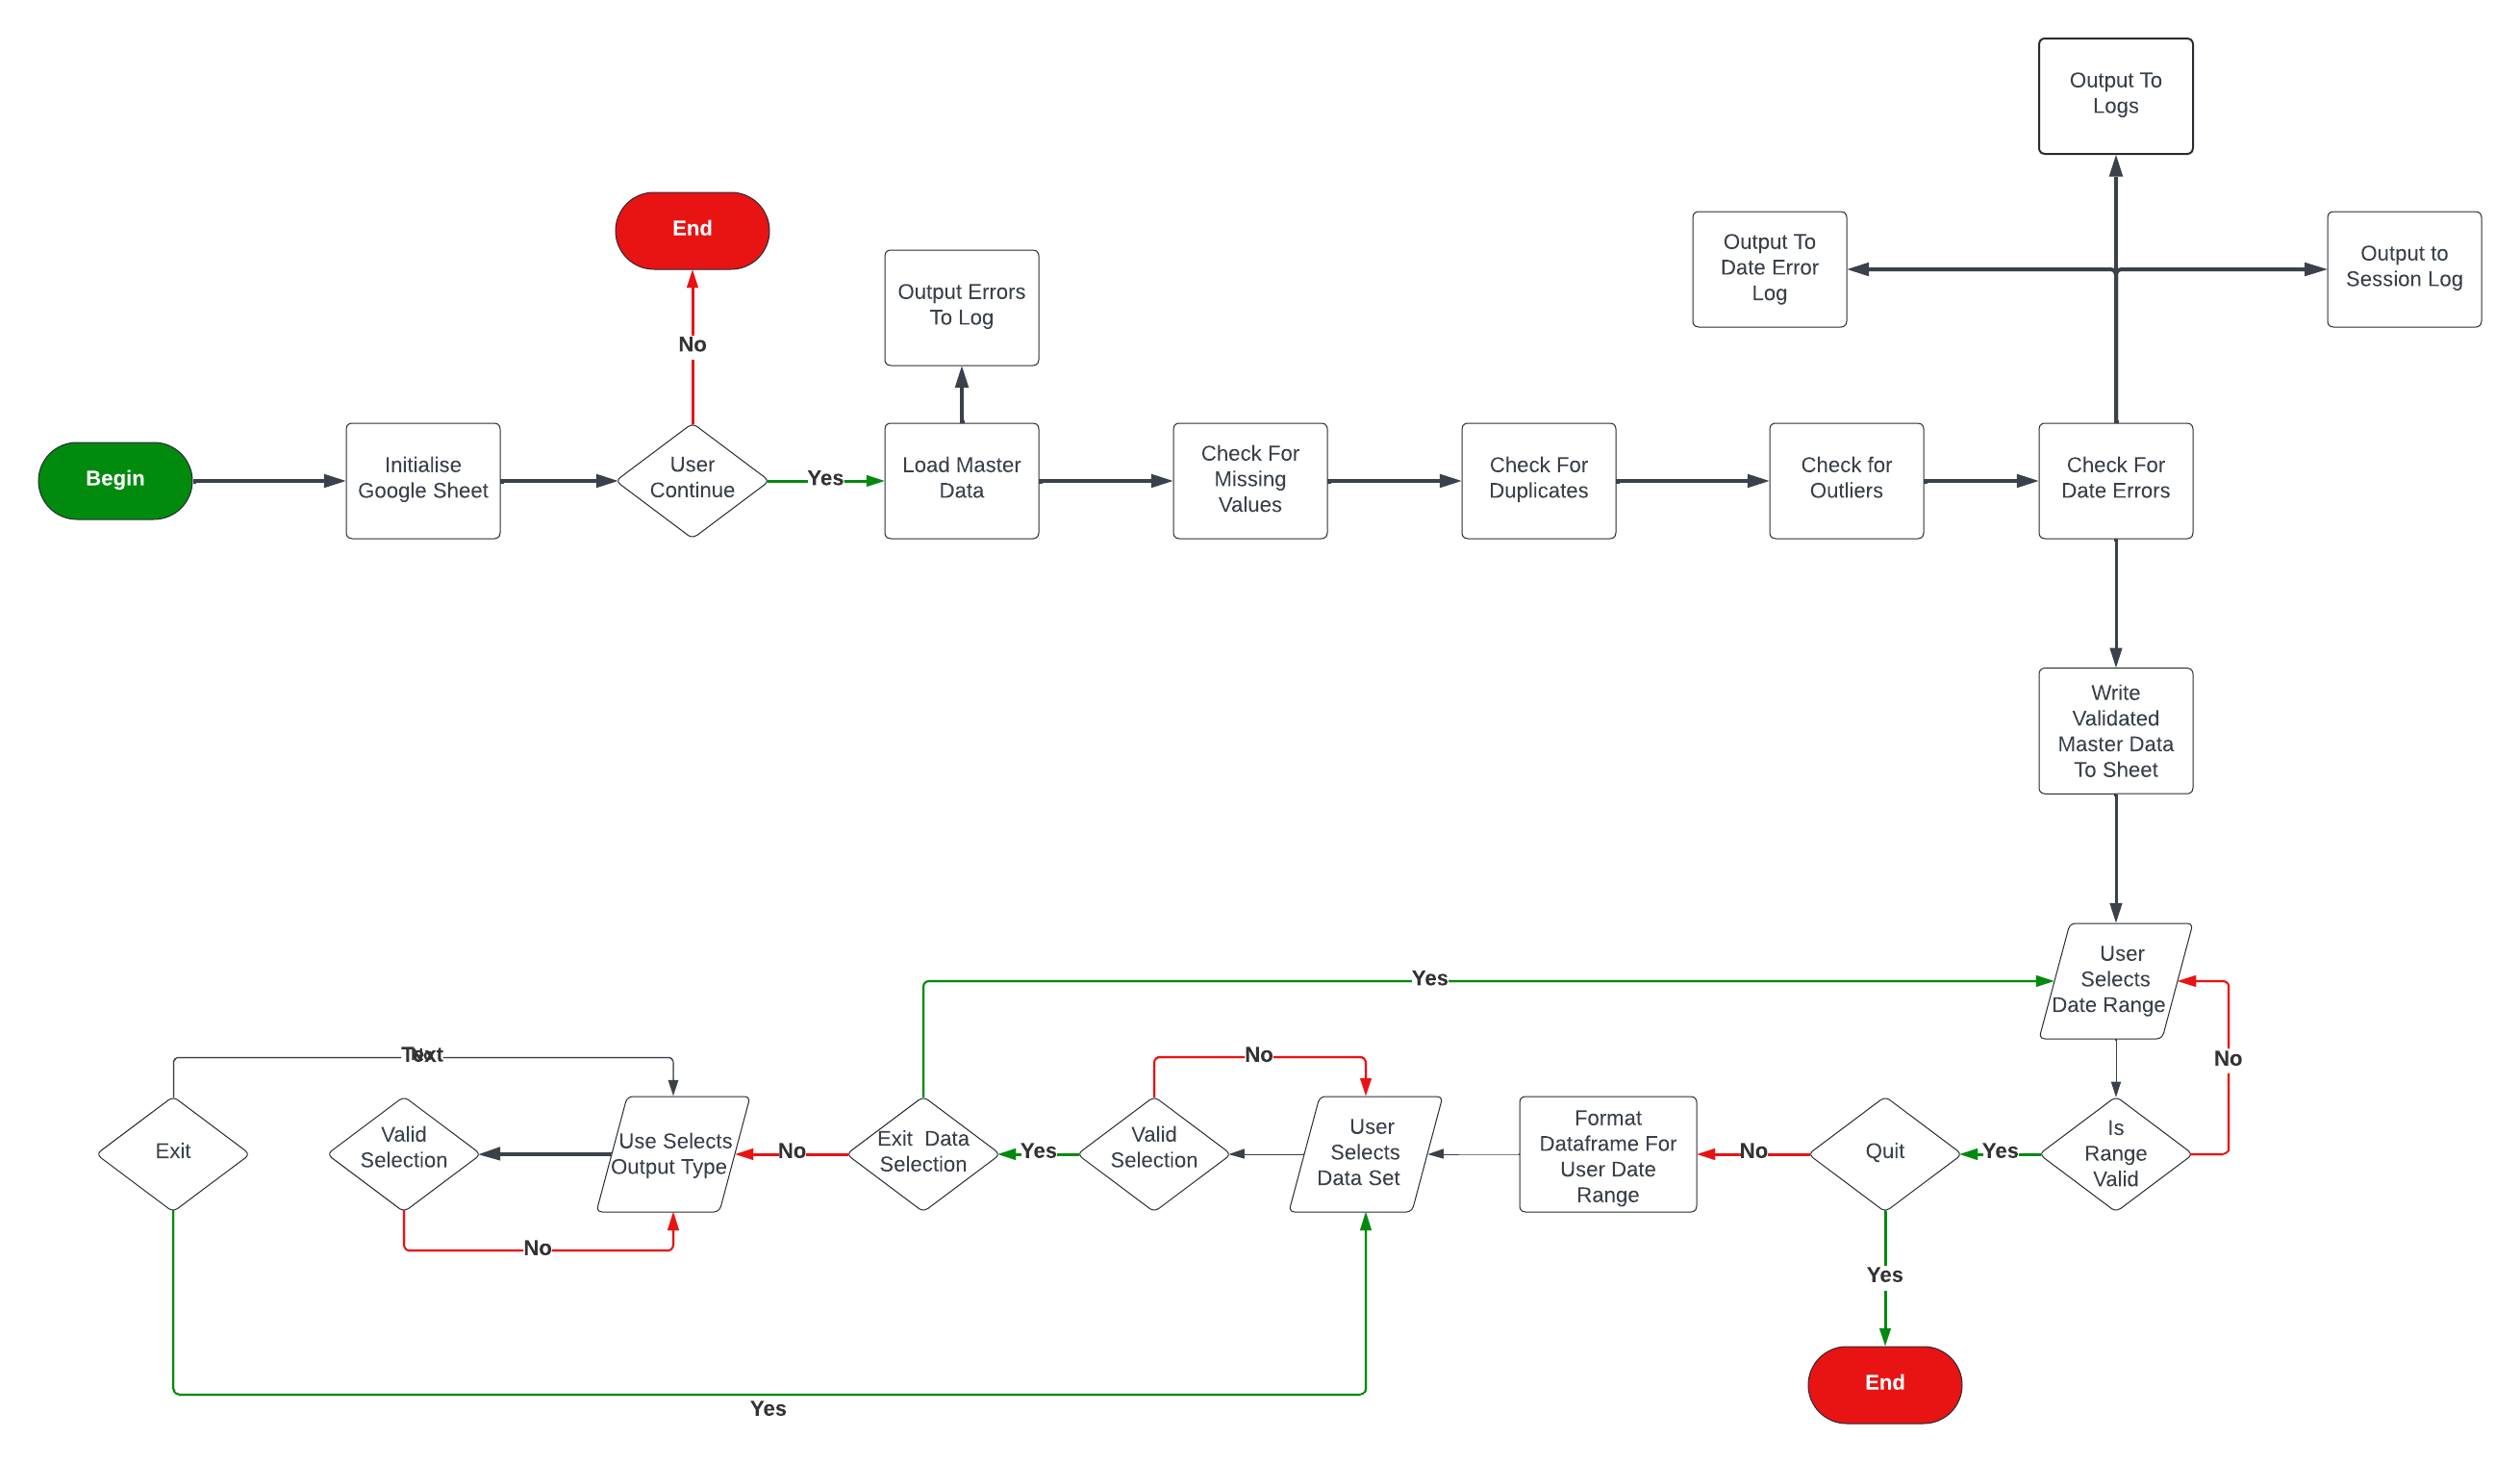 Output To
Logs
End
Output To
Date Error
Log
Output to
Session Log
Output Errors
To Log
No
Begin
Initialise
Google Sheet
User
Continue
Yes
Load Master
Data
Check For
Missing
Values
Check For
Duplicates
Check for
Outliers
Check For
Date Errors
Write
Validated
Master Data
To Sheet
User
Selects
Date Range
Yes
No
Text
No
Exit
Valid
Selection
Use Selects
Output Type
No
Exit Data
Selection
Yes
Valid
Selection
User
Selects
Data Set
Format
Dataframe For
User Date
Range
No
Quit
Yes
Is
Range
Valid
No
Yes
End
Yes